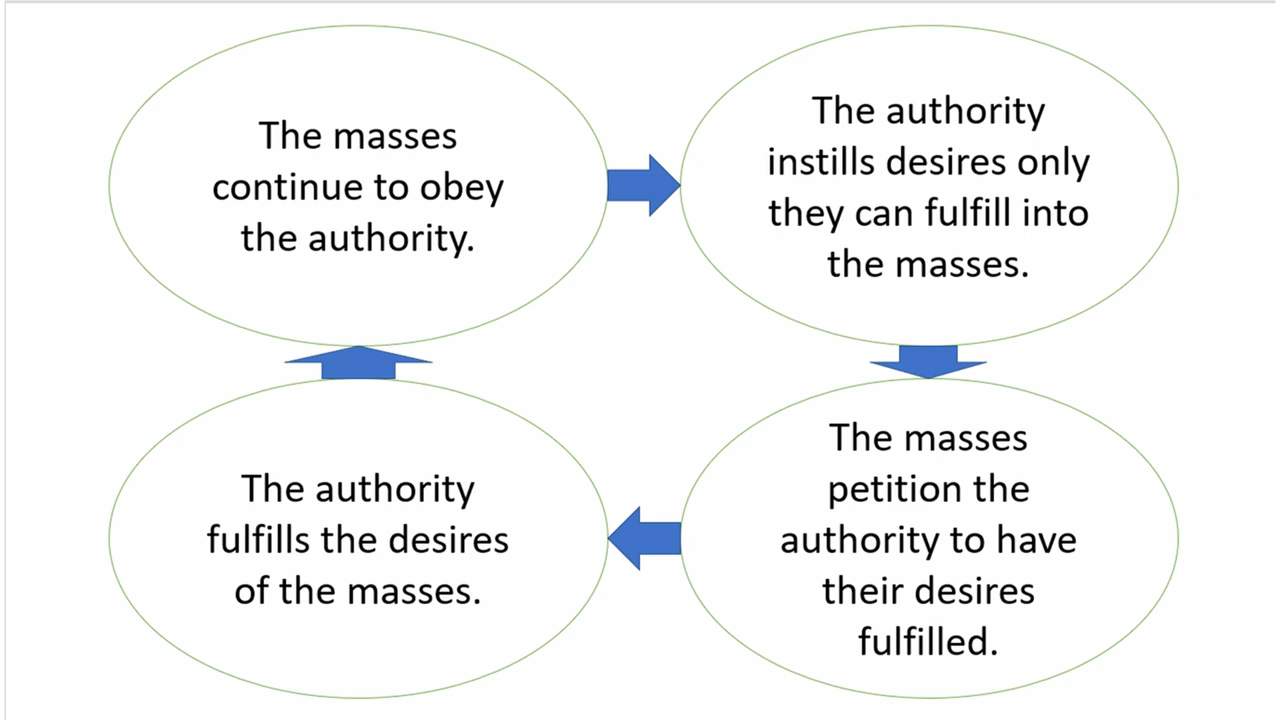 The masses
continue to obey
the authority.
The authority
instills desires only
they can fulfill into
the masses.
The masses
petition the
authority to have
their desires
fulfilled.
The authority
fulfills the desires
of the masses.